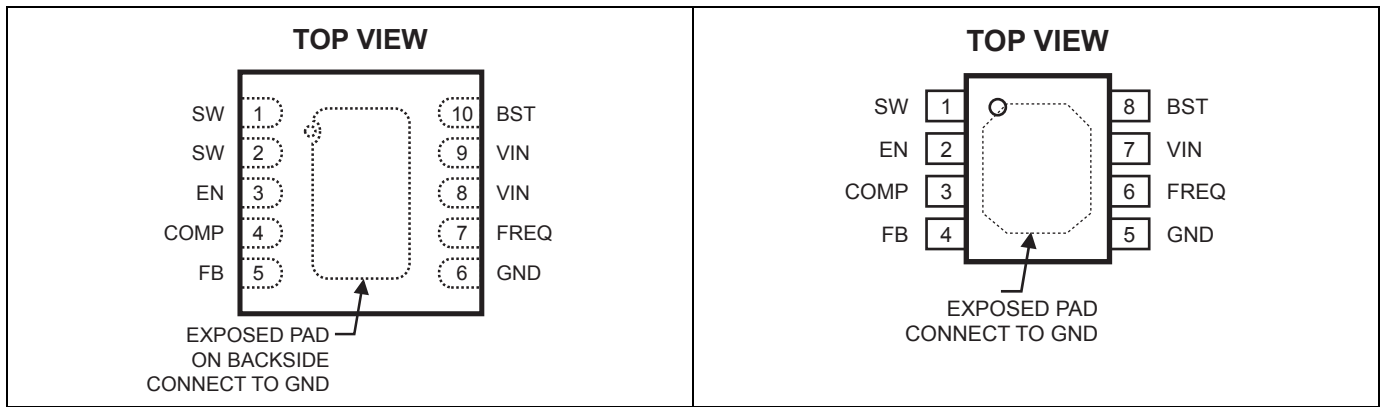 TOP VIEW
SW 1 10 BST
SW 2 9 VIN
EN 3 8 VIN
COMP 4 7 FREQ
FB 5 6 GND
EXPOSED PAD
ON BACKSIDE
CONNECT TO GND
TOP VIEW
SW 1 8 BST
EN 2 7 VIN
COMP 3 6 FREQ
FB 4 5 GND
EXPOSED PAD
CONNECT TO GND